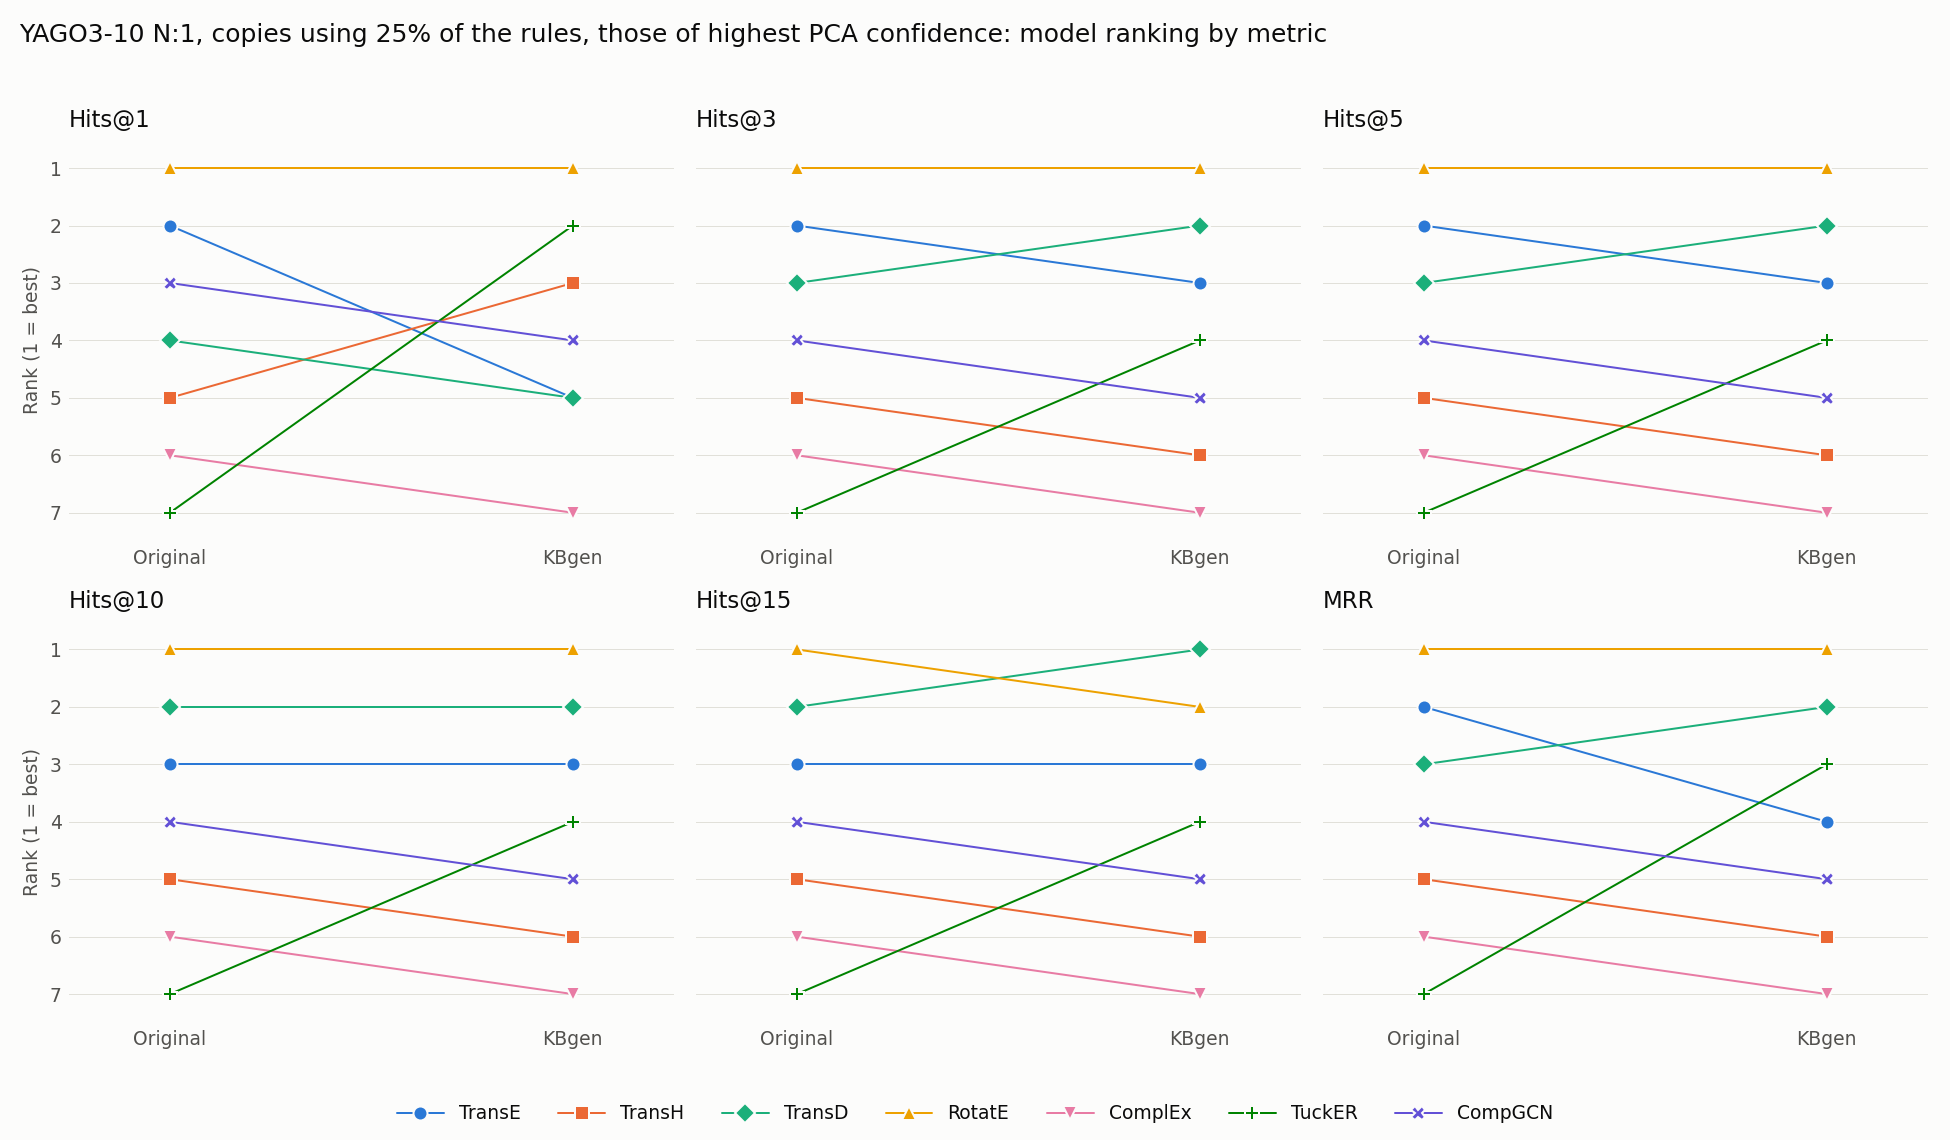 YAGO3-10 N:1, copies using 25% of the rules, those of highest PCA confidence: model ranking by metric
Hits@1
Hits@3
Hits@5
Rank (1 = best)
1
2
3
4
5
6
7
Original
KBgen
Original
KBgen
Original
KBgen
Hits@10
Hits@15
MRR
Rank (1 = best)
1
2
3
4
5
6
7
Original
KBgen
Original
KBgen
Original
KBgen
TransE
TransH
TransD
RotatE
ComplEx
TuckER
CompGCN